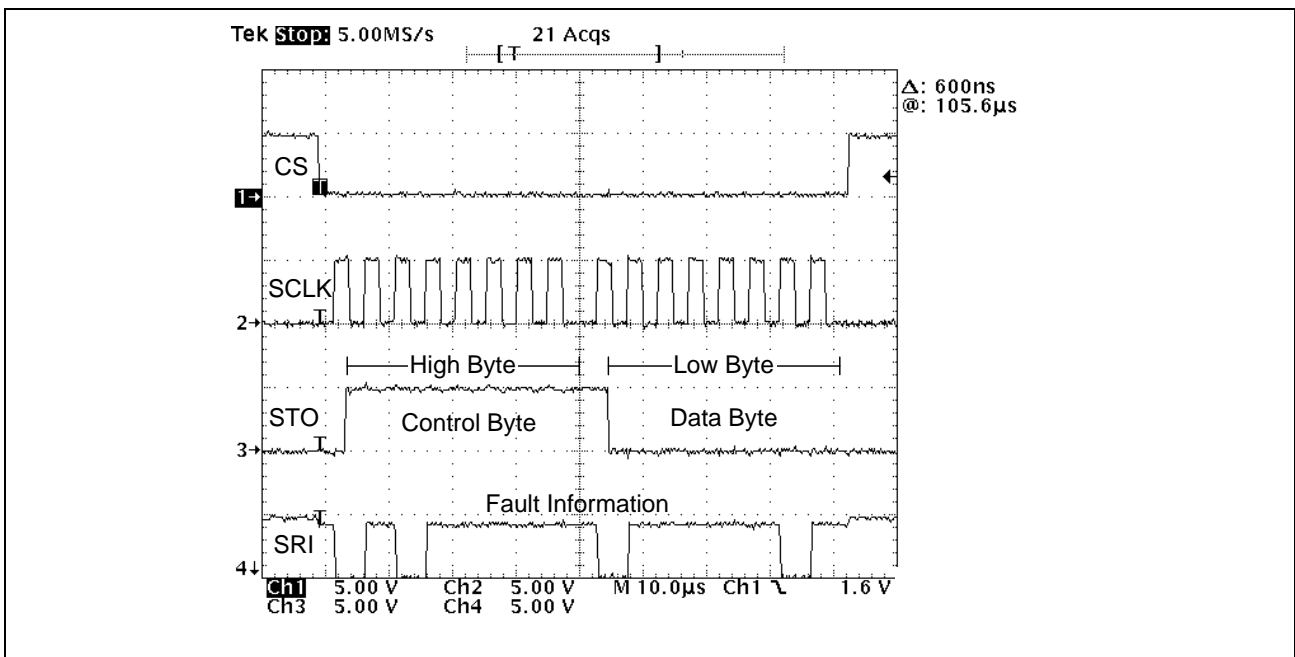 Tek Stop: 5.00MS/s 21 Acqs
[ T ]
Δ: 600ns
@: 105.6µs
CS
T
1→
SCLK
T
2→
High Byte Low Byte
STO
Control Byte Data Byte
T
3→
Fault Information
T
SRI
4↓
Ch1 5.00 V Ch2 5.00 V M 10.0µs Ch1 ↘ 1.6 V
Ch3 5.00 V Ch4 5.00 V